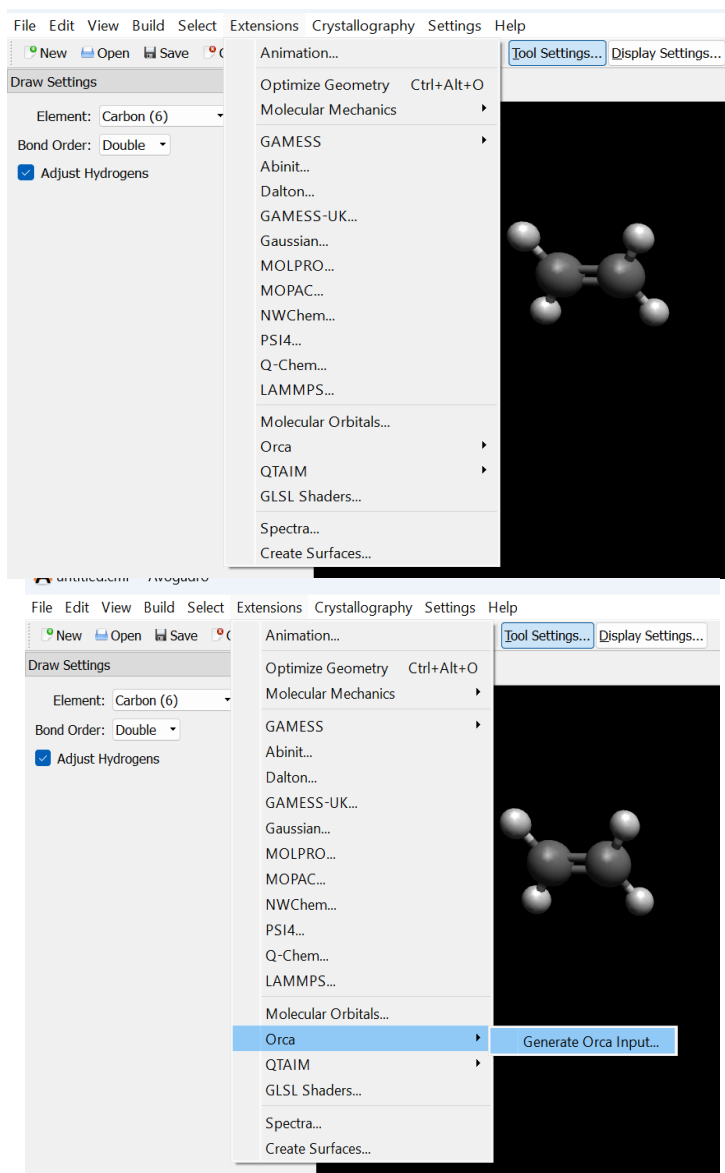 File Edit View Build Select Extensions Crystallography Settings Help
New Open Save Tool Settings... Display Settings...
Draw Settings
Element: Carbon (6)
Bond Order: Double
Adjust Hydrogens
Animation...
Optimize Geometry Ctrl+Alt+O
Molecular Mechanics
GAMESS
Abinit...
Dalton...
GAMESS-UK...
Gaussian...
MOLPRO...
MOPAC...
NWChem...
PSI4...
Q-Chem...
LAMMPS...
Molecular Orbitals...
Orca
QTAIM
GLSL Shaders...
Spectra...
Create Surfaces...
untitled.cml - Avogadro
File Edit View Build Select Extensions Crystallography Settings Help
New Open Save Tool Settings... Display Settings...
Draw Settings
Element: Carbon (6)
Bond Order: Double
Adjust Hydrogens
Animation...
Optimize Geometry Ctrl+Alt+O
Molecular Mechanics
GAMESS
Abinit...
Dalton...
GAMESS-UK...
Gaussian...
MOLPRO...
MOPAC...
NWChem...
PSI4...
Q-Chem...
LAMMPS...
Molecular Orbitals...
Orca
Generate Orca Input...
QTAIM
GLSL Shaders...
Spectra...
Create Surfaces...